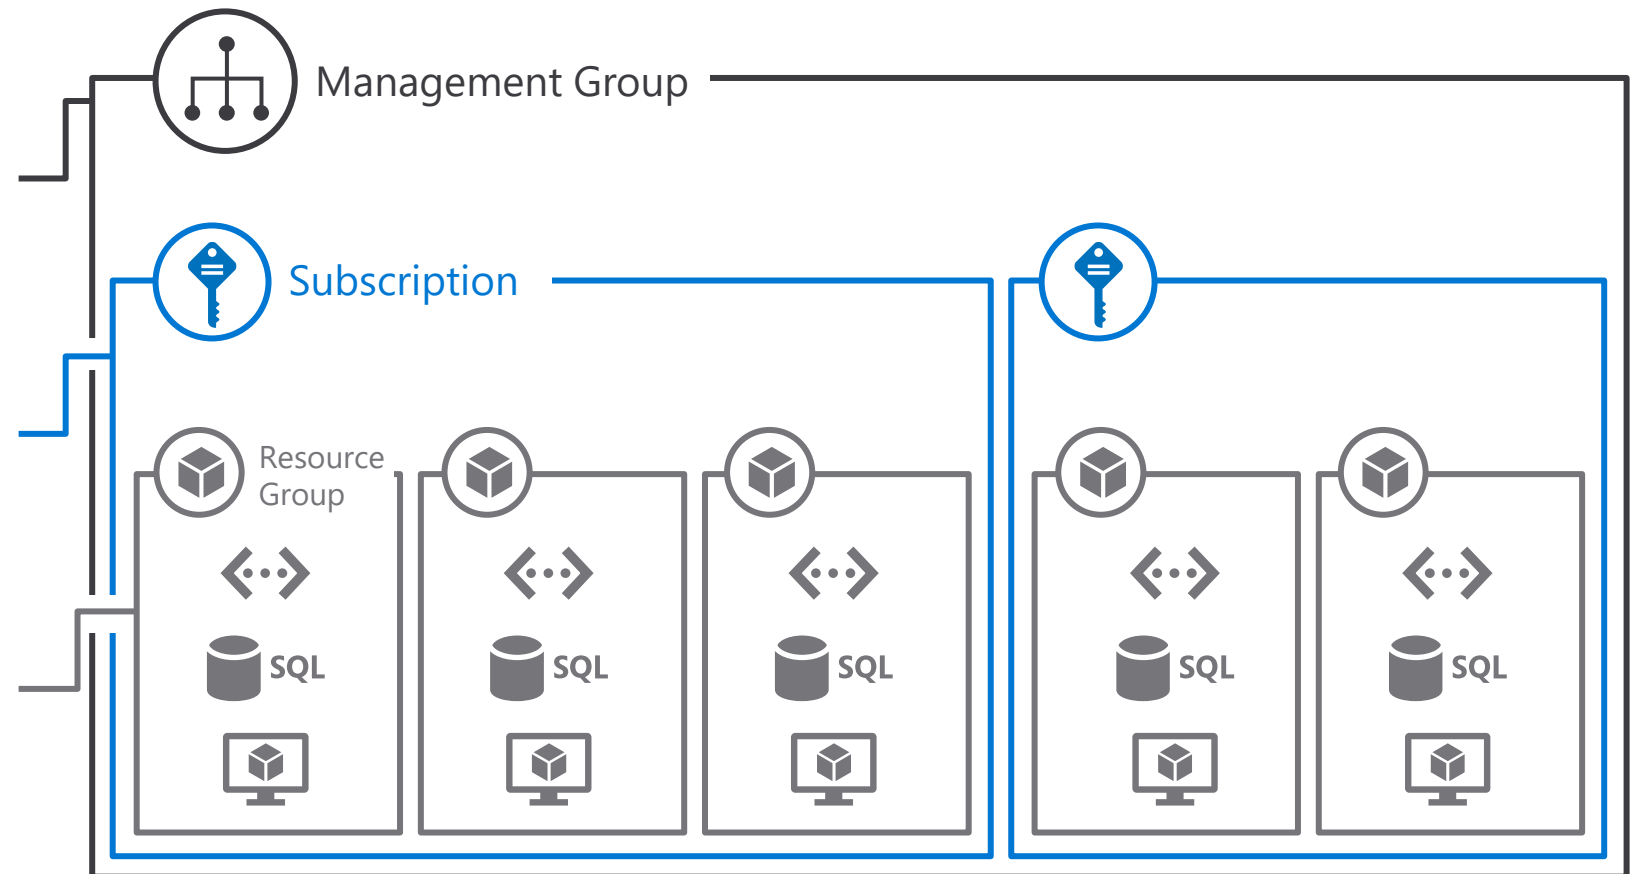 Management Group
Subscription
Resource
Group
SQL
SQL
SQL
SQL
SQL